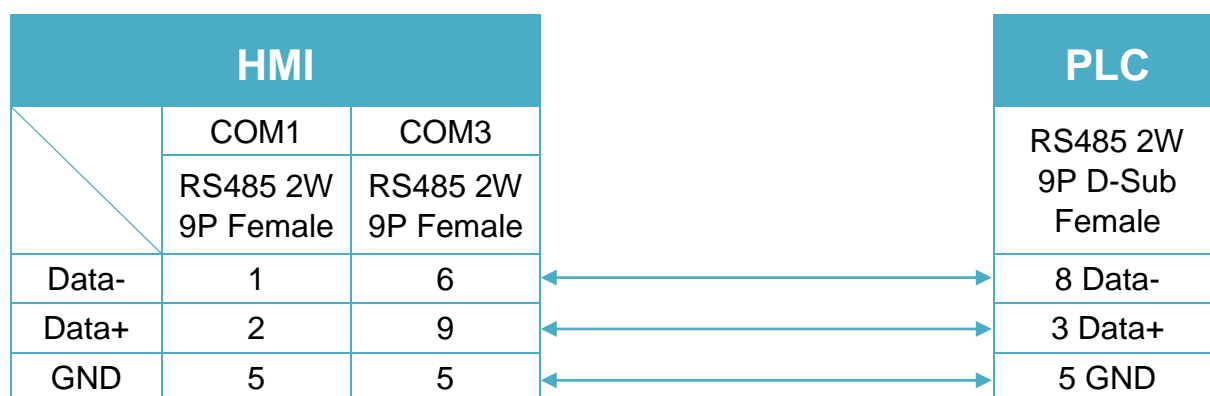 HMI
PLC
COM1
COM3
RS485 2W
9P Female
RS485 2W
9P Female
RS485 2W
9P D-Sub
Female
Data-
1
6
8 Data-
Data+
2
9
3 Data+
GND
5
5
5 GND